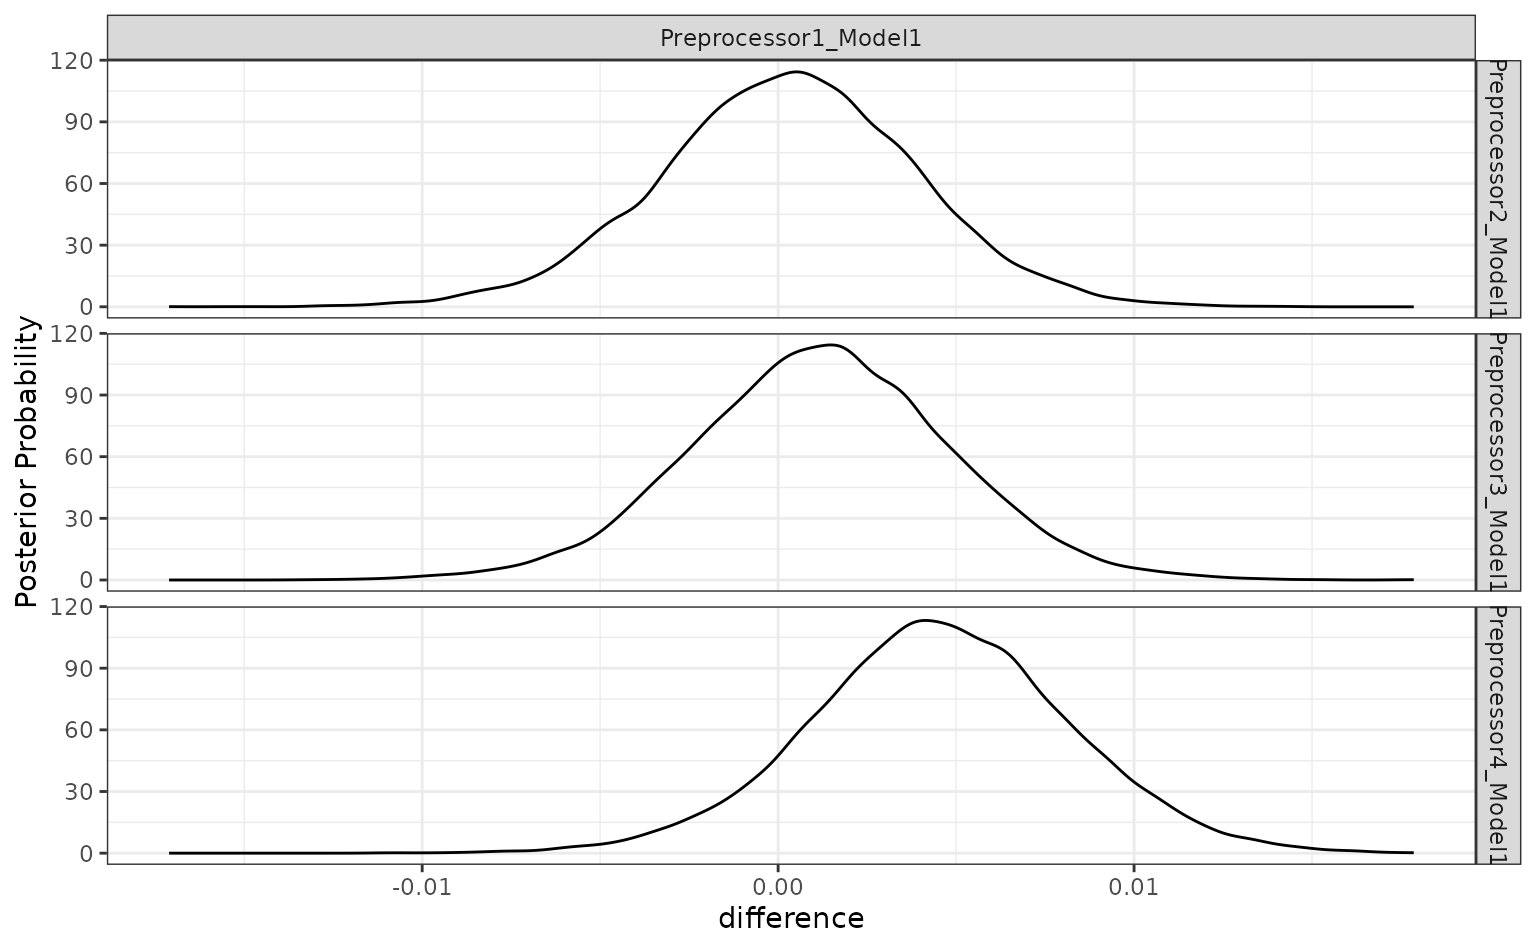 Preprocessor1_Model1
120
90
60
30
0
Preprocessor2_Model1
120
90
60
30
0
Preprocessor3_Model1
120
90
60
30
0
Preprocessor4_Model1
Posterior Probability
-0.01 0.00 0.01
difference